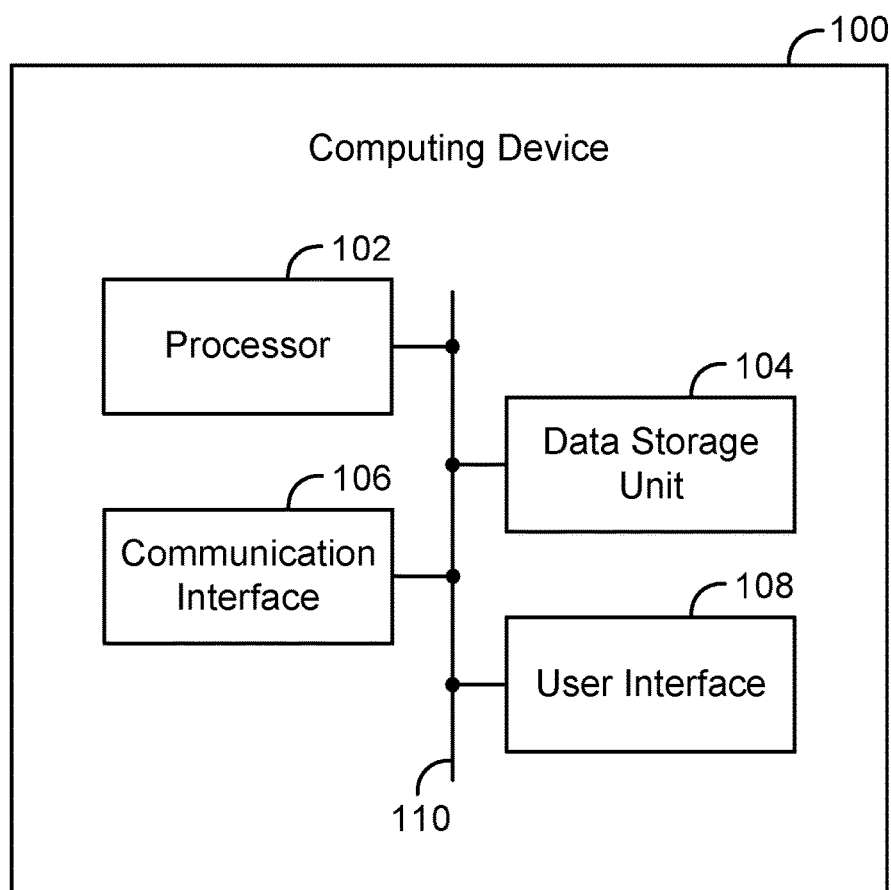 100
Computing Device
102
Processor
104
Data Storage
Unit
106
Communication
Interface
108
User Interface
110